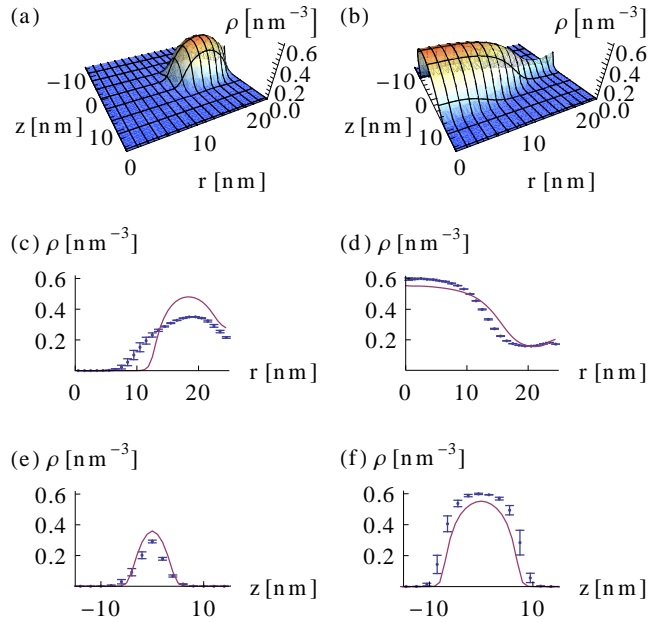 (a)
ρ [nm⁻³]
0.6
0.4
0.2
0.0
-10
0
10
z [nm]
0
10
20
r [nm]
(b)
ρ [nm⁻³]
0.6
0.4
0.2
0.0
-10
0
10
z [nm]
0
10
20
r [nm]
(c) ρ [nm⁻³]
0.6
0.4
0.2
0 10 20
r [nm]
(d) ρ [nm⁻³]
0.6
0.4
0.2
0 10 20
r [nm]
(e) ρ [nm⁻³]
0.6
0.4
0.2
-10 0 10
z [nm]
(f) ρ [nm⁻³]
0.6
0.4
0.2
-10 0 10
z [nm]